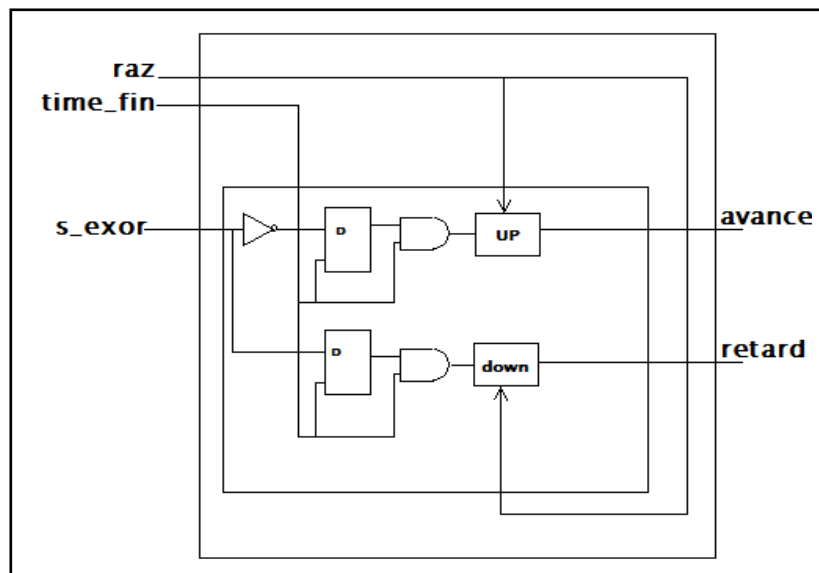 raz
time_fin
s_exor
D
UP
avance
D
down
retard